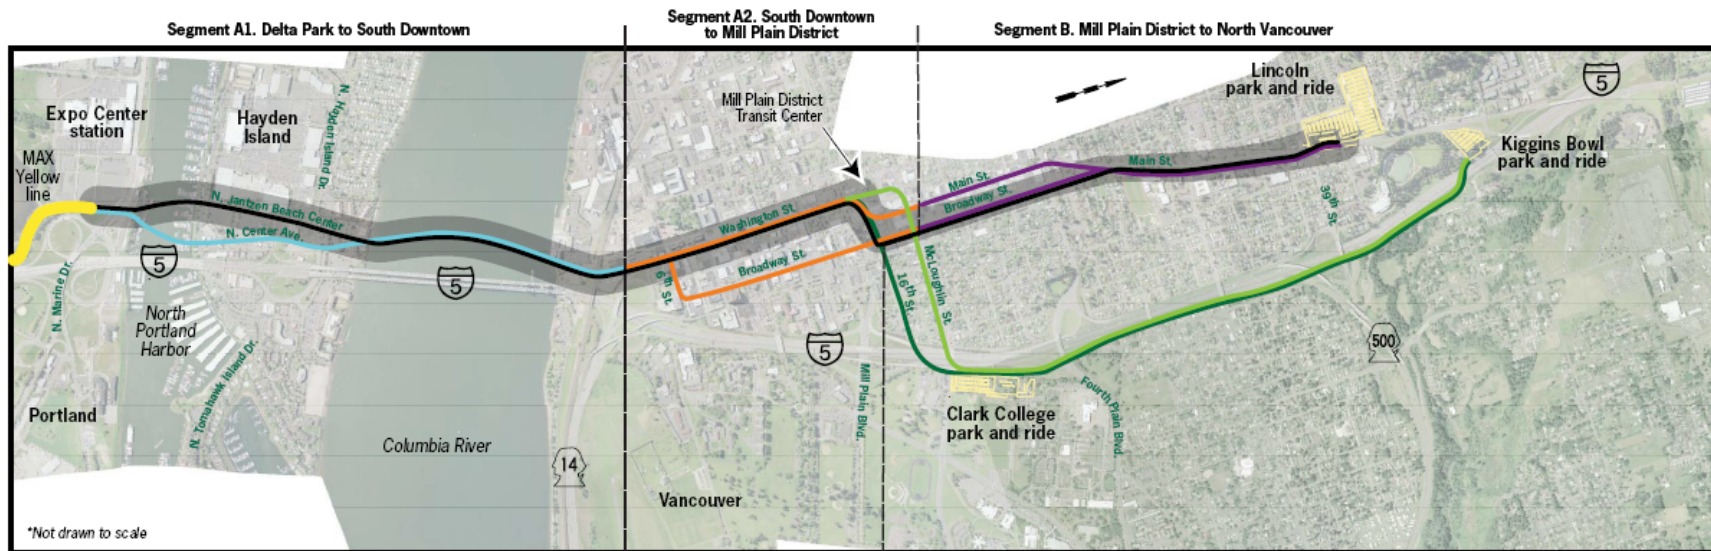 Segment A1. Delta Park to South Downtown
Segment A2. South Downtown
to Mill Plain District
Segment B. Mill Plain District to North Vancouver
Expo Center
station
MAX
Yellow
line
Hayden
Island
N. Hayden Island Dr.
N. Jantzen Beach Center
N. Center Ave.
N. Marine Dr.
5
North
Portland
Harbor
N. Tomahawk Island Dr.
Portland
Columbia River
5
14
*Not drawn to scale
Mill Plain District
Transit Center
Waghington St.
Broadway St.
6th St.
5
Vancouver
Mill Plain Blvd.
16th St.
McLoughlin St.
Main St.
Broadway St.
Main St.
Lincoln
park and ride
5
Kiggins Bowl
park and ride
39th St.
500
Clark College
park and ride
Fourth Plain Blvd.